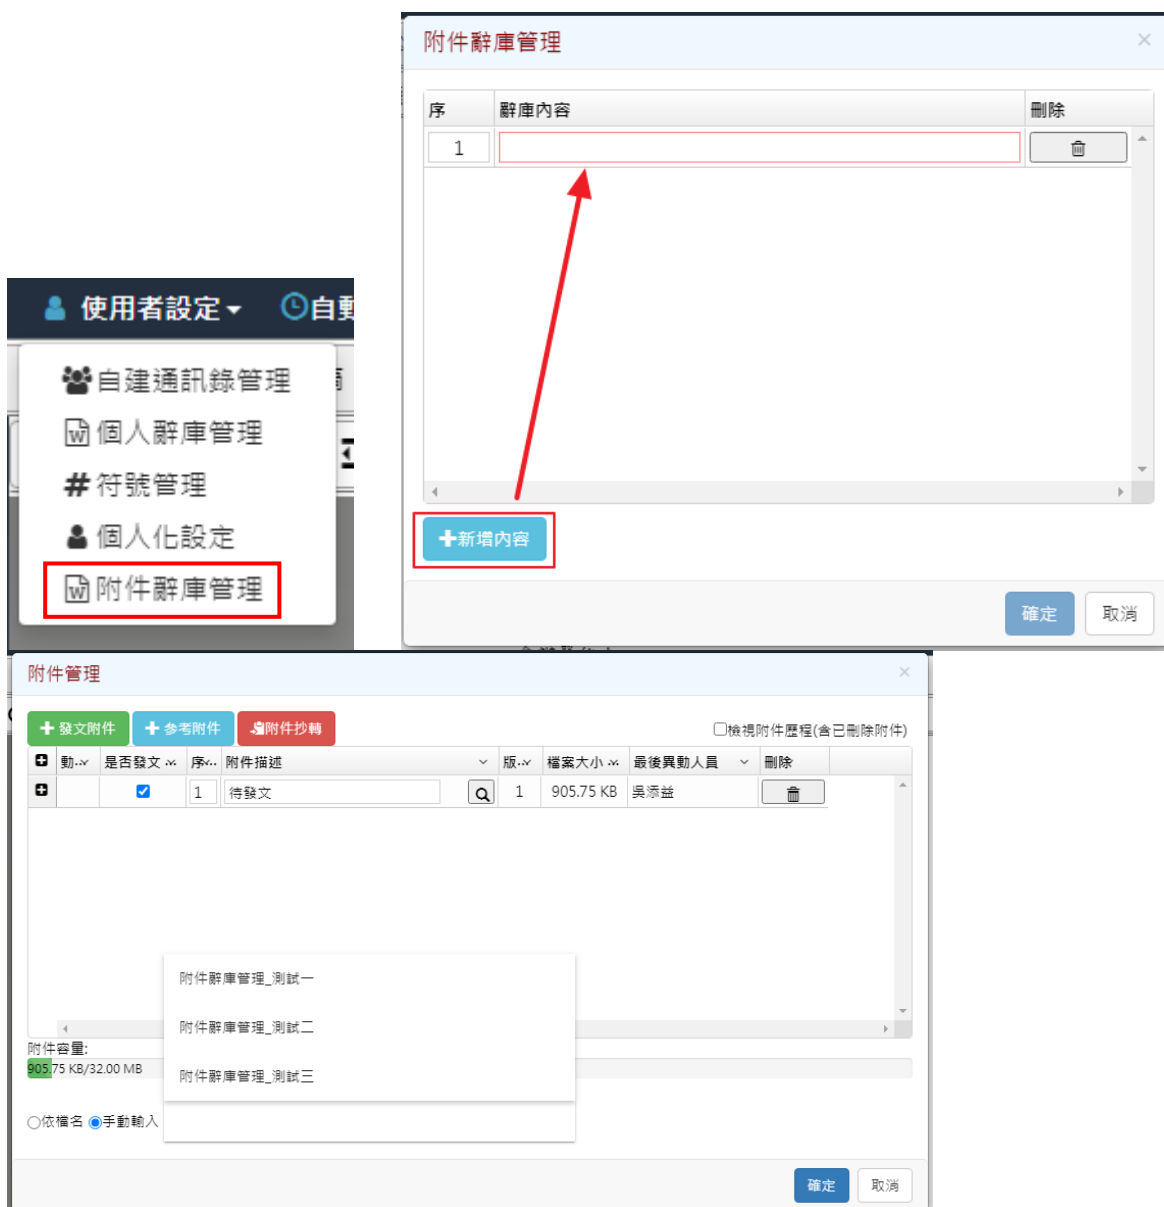 附件辭庫管理
序 辭庫內容 刪除
1
使用者設定 自動
自建通訊錄管理
個人辭庫管理
符號管理
個人化設定
附件辭庫管理
新增內容
確定 取消
附件管理
發文附件 參考附件 附件抄轉 檢視附件歷程(含已刪除附件)
動.. 是否發文 序.. 附件描述 版.. 檔案大小 最後異動人員 刪除
1 待發文 1 905.75 KB 吳添益
附件辭庫管理_測試一
附件辭庫管理_測試二
附件辭庫管理_測試三
附件容量:
905.75 KB/32.00 MB
依檔名 手動輸入
確定 取消